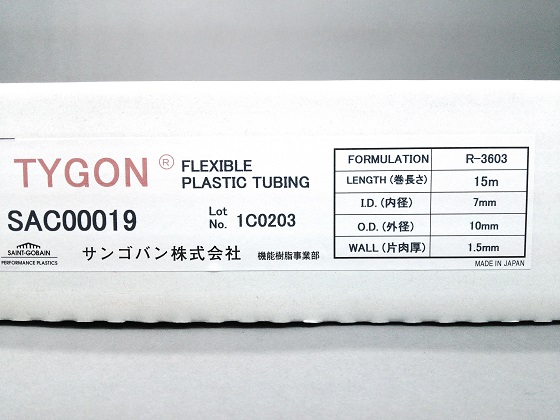 TYGON® FLEXIBLE
PLASTIC TUBING
SAC00019 Lot No. 1C0203
SAINT-GOBAIN
PERFORMANCE PLASTICS
サンゴバン株式会社 機能樹脂事業部
FORMULATION R-3603
LENGTH (巻長さ) 15m
I.D. (内径) 7mm
O.D. (外径) 10mm
WALL (片肉厚) 1.5mm
MADE IN JAPAN